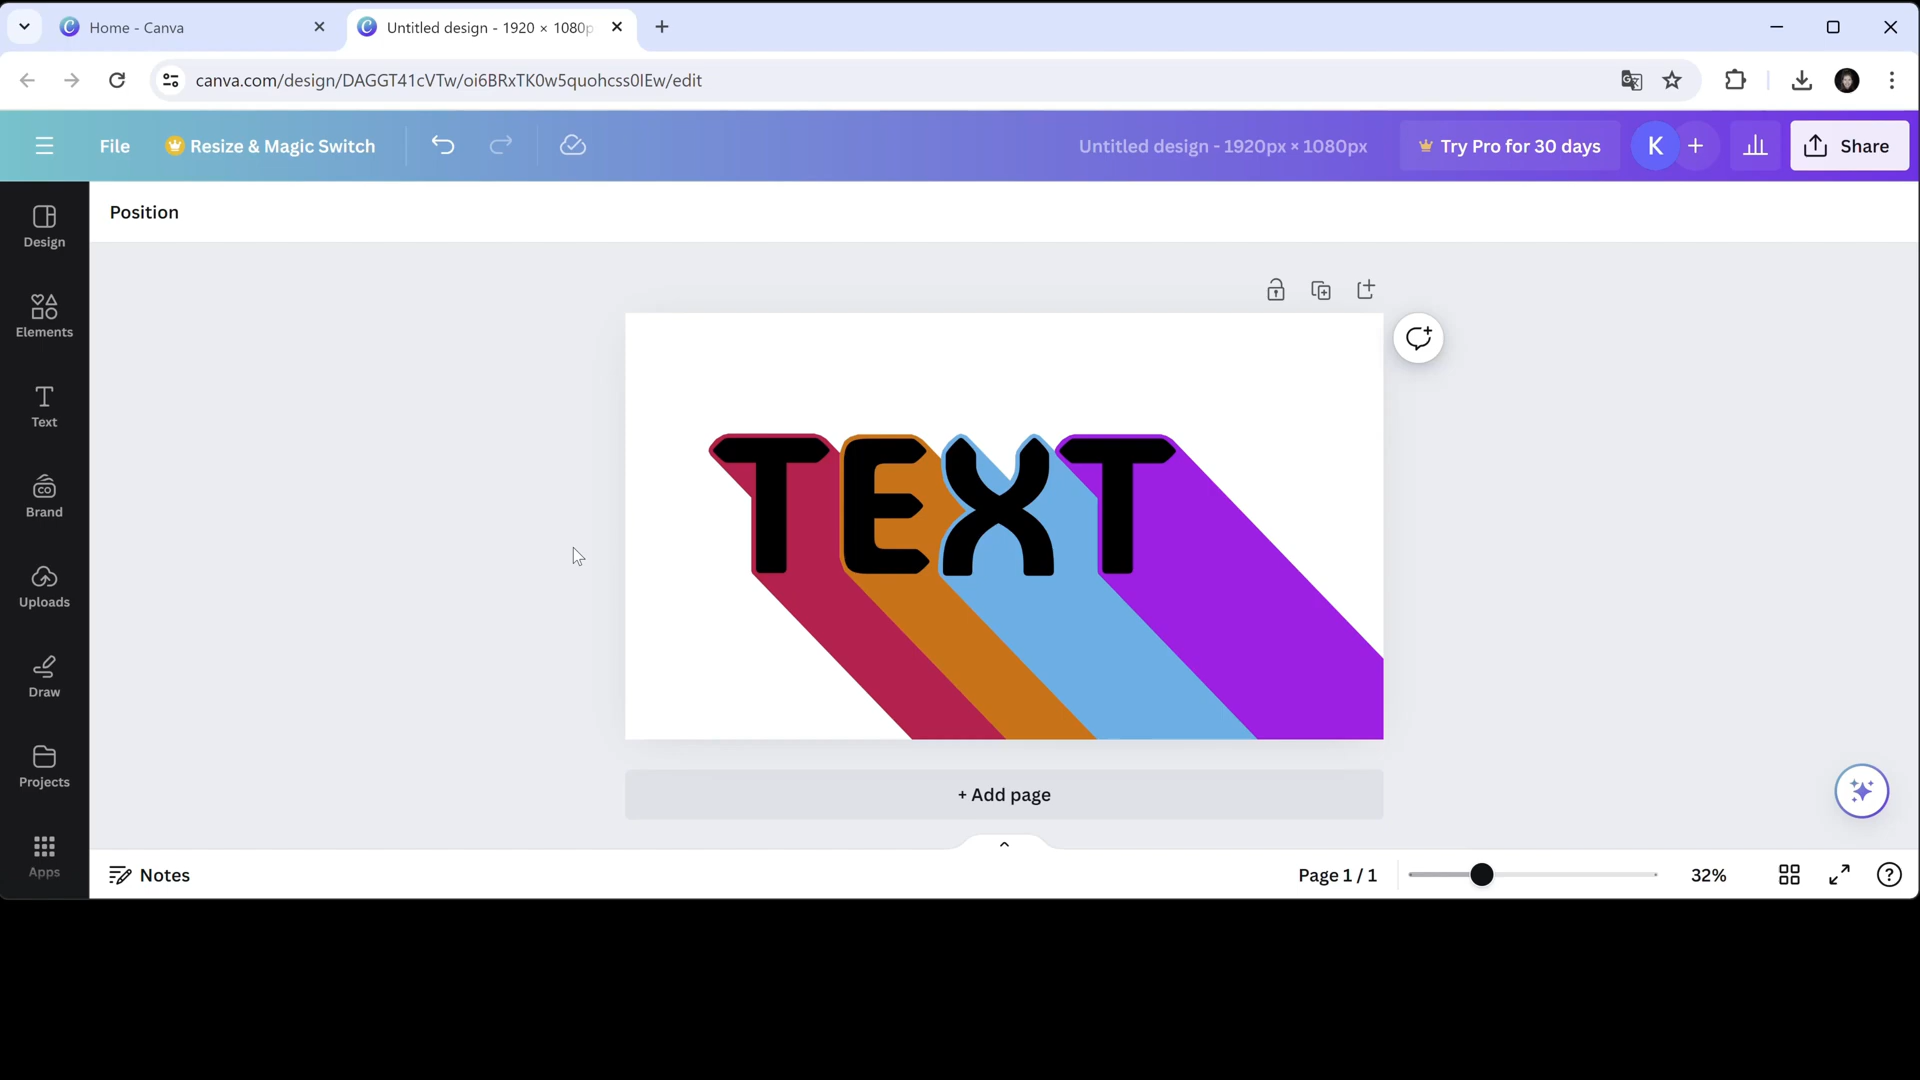 Home - Canva
Untitled design - 1920 × 1080p
canva.com/design/DAGGT41cVTw/oi6BRxTK0w5quohcss0IEw/edit
File
Resize & Magic Switch
Untitled design - 1920px × 1080px
Try Pro for 30 days
K
Share
Position
Design
Elements
Text
Brand
Uploads
Draw
Projects
Apps
TEXT
+ Add page
Notes
Page 1 / 1
32%